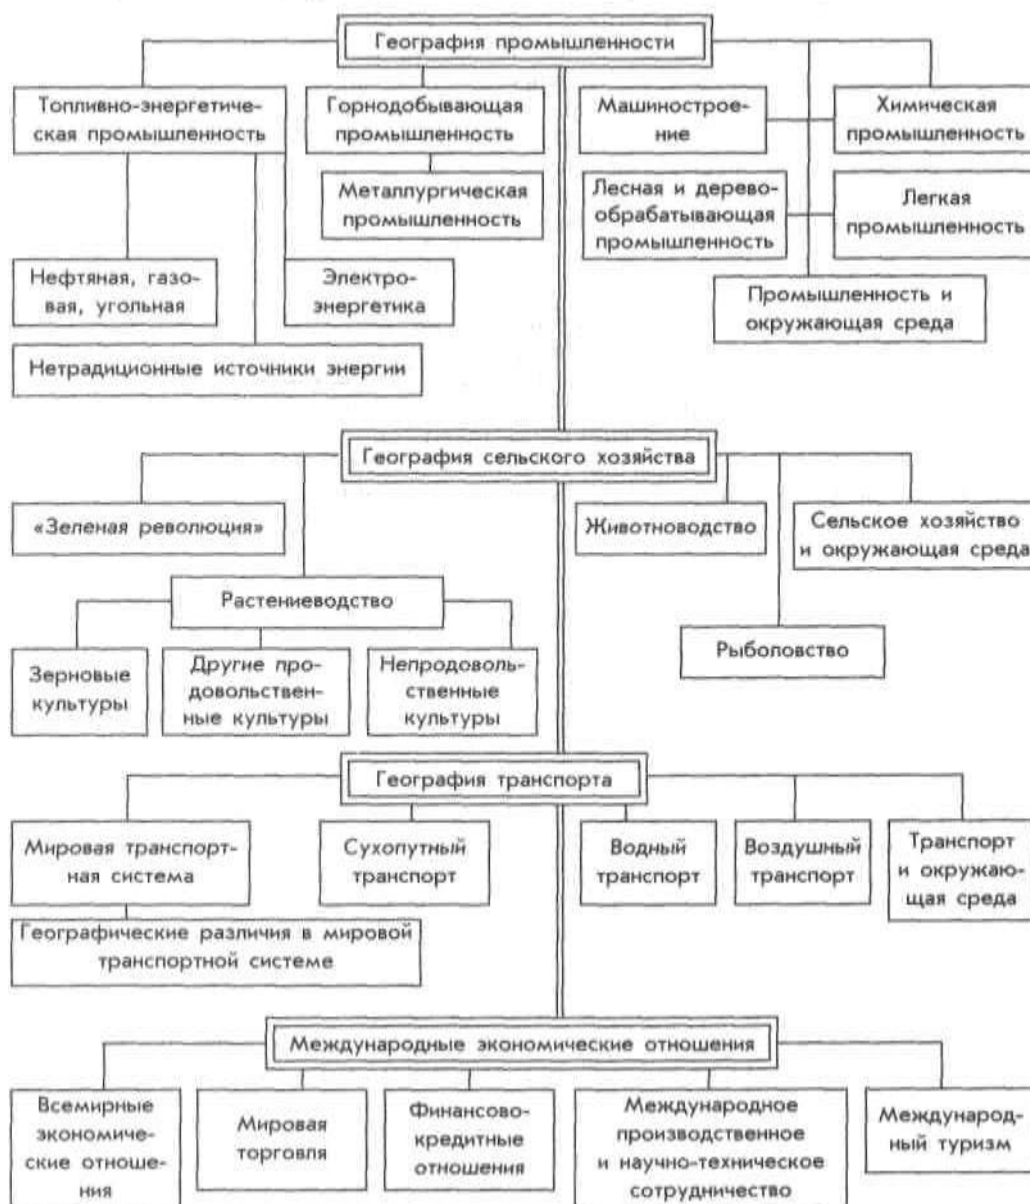 География промышленности
Топливно-энергетиче-
ская промышленность
Горнодобывающая
промышленность
Машинострое-
ние
Химическая
промышленность
Металлургическая
промышленность
Лесная и дерево-
обрабатывающая
промышленность
Легкая
промышленность
Нефтяная, газо-
вая, угольная
Электро-
энергетика
Промышленность и
окружающая среда
Нетрадиционные источники энергии
География сельского хозяйства
«Зеленая революция»
Животноводство
Сельское хозяйство
и окружающая среда
Растениеводство
Рыболовство
Зерновые
культуры
Другие про-
довольствен-
ные культуры
Непродоволь-
ственные
культуры
География транспорта
Мировая транспорт-
ная система
Сухопутный
транспорт
Водный
транспорт
Воздушный
транспорт
Транспорт
и окружаю-
щая среда
Географические различия в мировой
транспортной системе
Международные экономические отношения
Всемирные
экономиче-
ские отноше-
ния
Мировая
торговля
Финансово-
кредитные
отношения
Международное
производственное
и научно-техническое
сотрудничество
Международ-
ный туризм